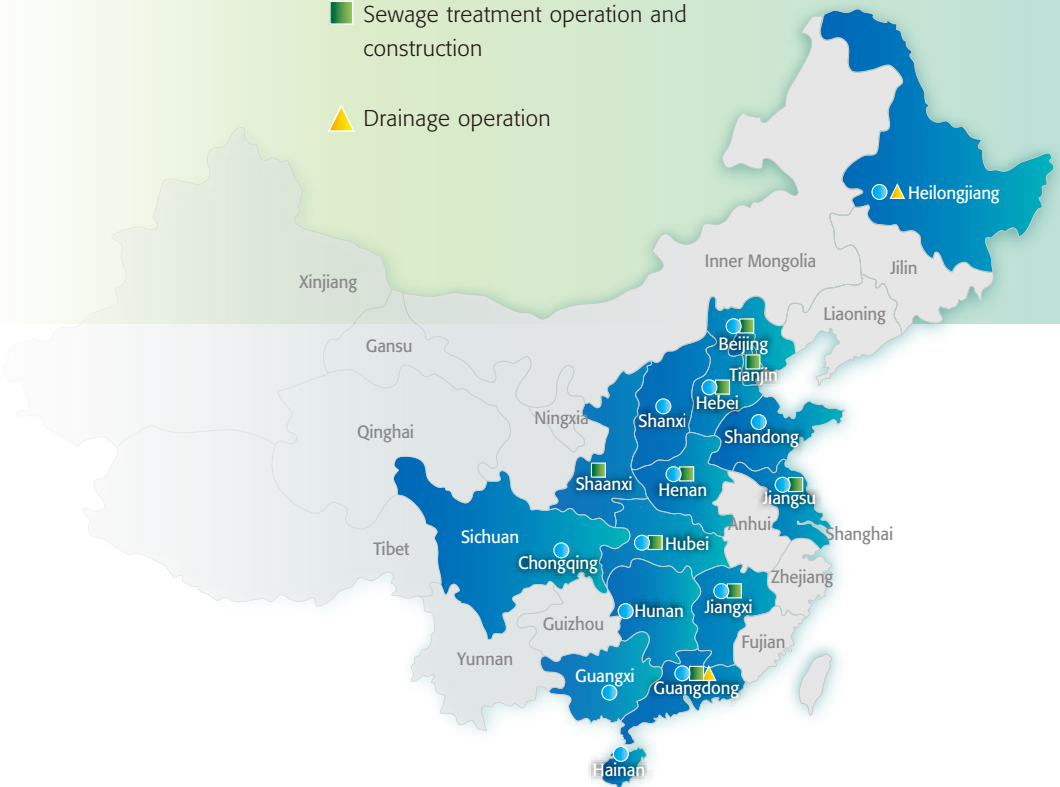 Sewage treatment operation and
construction
Drainage operation
Heilongjiang
Inner Mongolia
Jilin
Xinjiang
Liaoning
Beijing
Gansu
Tianjin
Hebei
Shanxi
Ningxia
Qinghai
Shandong
Shaanxi
Henan
Jiangsu
Anhui
Shanghai
Sichuan
Hubei
Tibet
Chongqing
Zhejiang
Hunan
Jiangxi
Guizhou
Fujian
Yunnan
Guangxi
Guangdong
Hainan